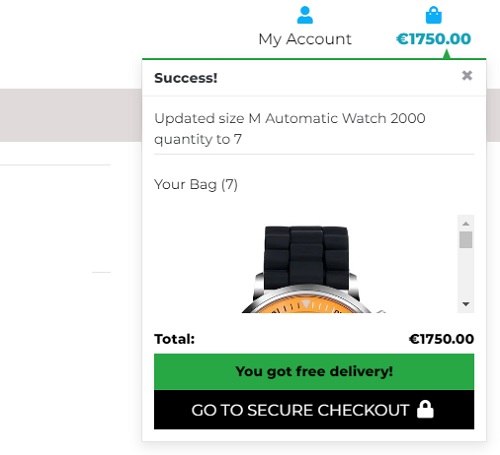 My Account
€1750.00
Success!
Updated size M Automatic Watch 2000
quantity to 7
Your Bag (7)
Total:
€1750.00
You got free delivery!
GO TO SECURE CHECKOUT